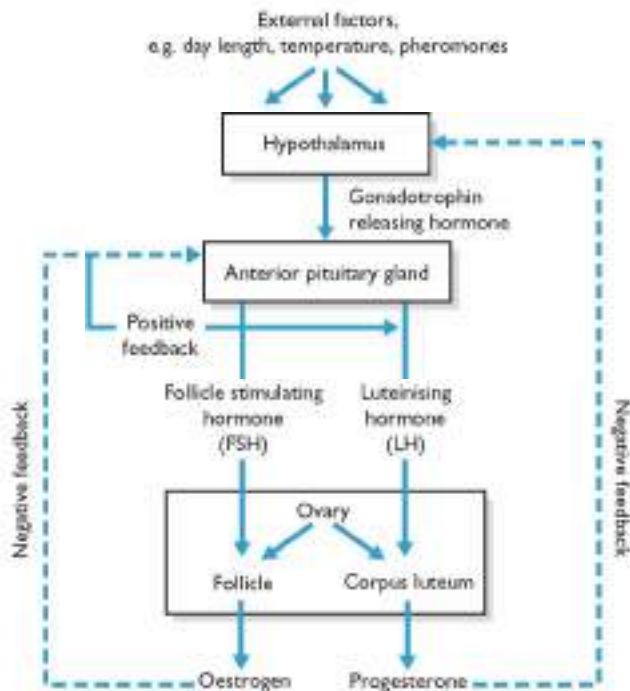 External factors,
e.g. day length, temperature, pheromones
Hypothalamus
Gonadotrophin
releasing hormone
Anterior pituitary gland
Positive
feedback
Follicle stimulating
hormone
(FSH)
Luteinising
hormone
(LH)
Negative feedback
Negative feedback
Ovary
Follicle
Corpus luteum
Oestrogen
Progesterone